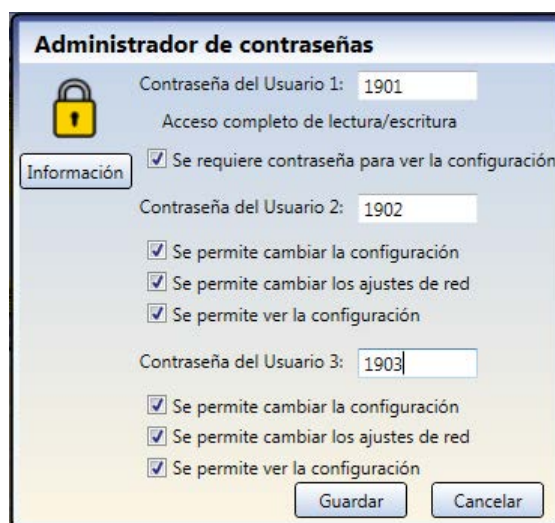 Administrador de contraseñas
Contraseña del Usuario 1: 1901
Acceso completo de lectura/escritura
Información
Se requiere contraseña para ver la configuración
Contraseña del Usuario 2: 1902
Se permite cambiar la configuración
Se permite cambiar los ajustes de red
Se permite ver la configuración
Contraseña del Usuario 3: 1903
Se permite cambiar la configuración
Se permite cambiar los ajustes de red
Se permite ver la configuración
Guardar Cancelar